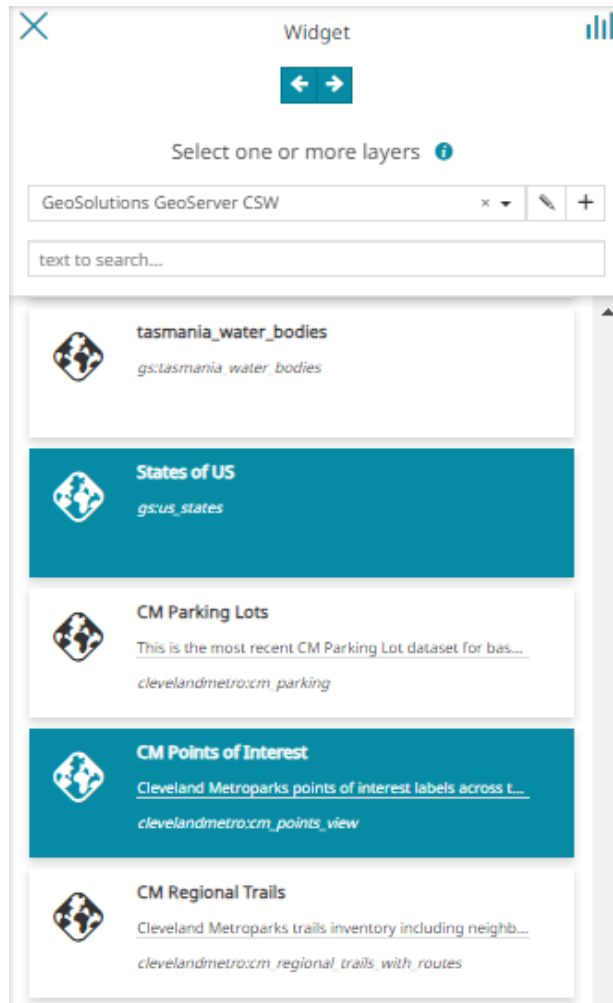 Widget
Select one or more layers
GeoSolutions GeoServer CSW
text to search...
tasmania_water_bodies
gs:tasmania_water_bodies
States of US
gs:us_states
CM Parking Lots
This is the most recent CM Parking Lot dataset for bas...
clevelandmetro:cm_parking
CM Points of Interest
Cleveland Metroparks points of interest labels across t...
clevelandmetro:cm_points_view
CM Regional Trails
Cleveland Metroparks trails inventory including neighb...
clevelandmetro:cm_regional_trails_with_routes